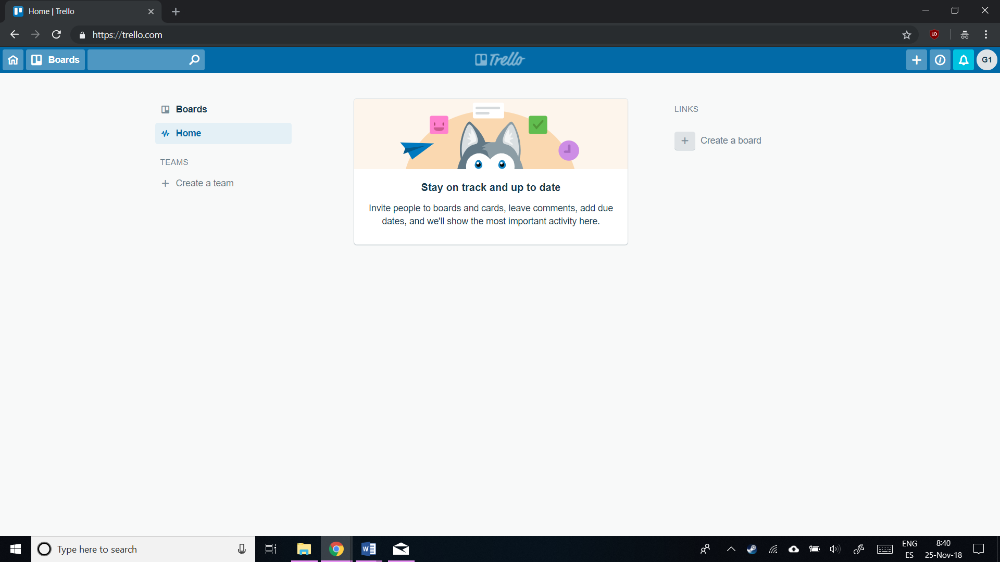 Home | Trello
https://trello.com
Boards
Trello
G1
Boards
Home
TEAMS
Create a team
Stay on track and up to date
Invite people to boards and cards, leave comments, add due
dates, and we'll show the most important activity here.
LINKS
Create a board
Type here to search
ENG
ES
8:40
25-Nov-18